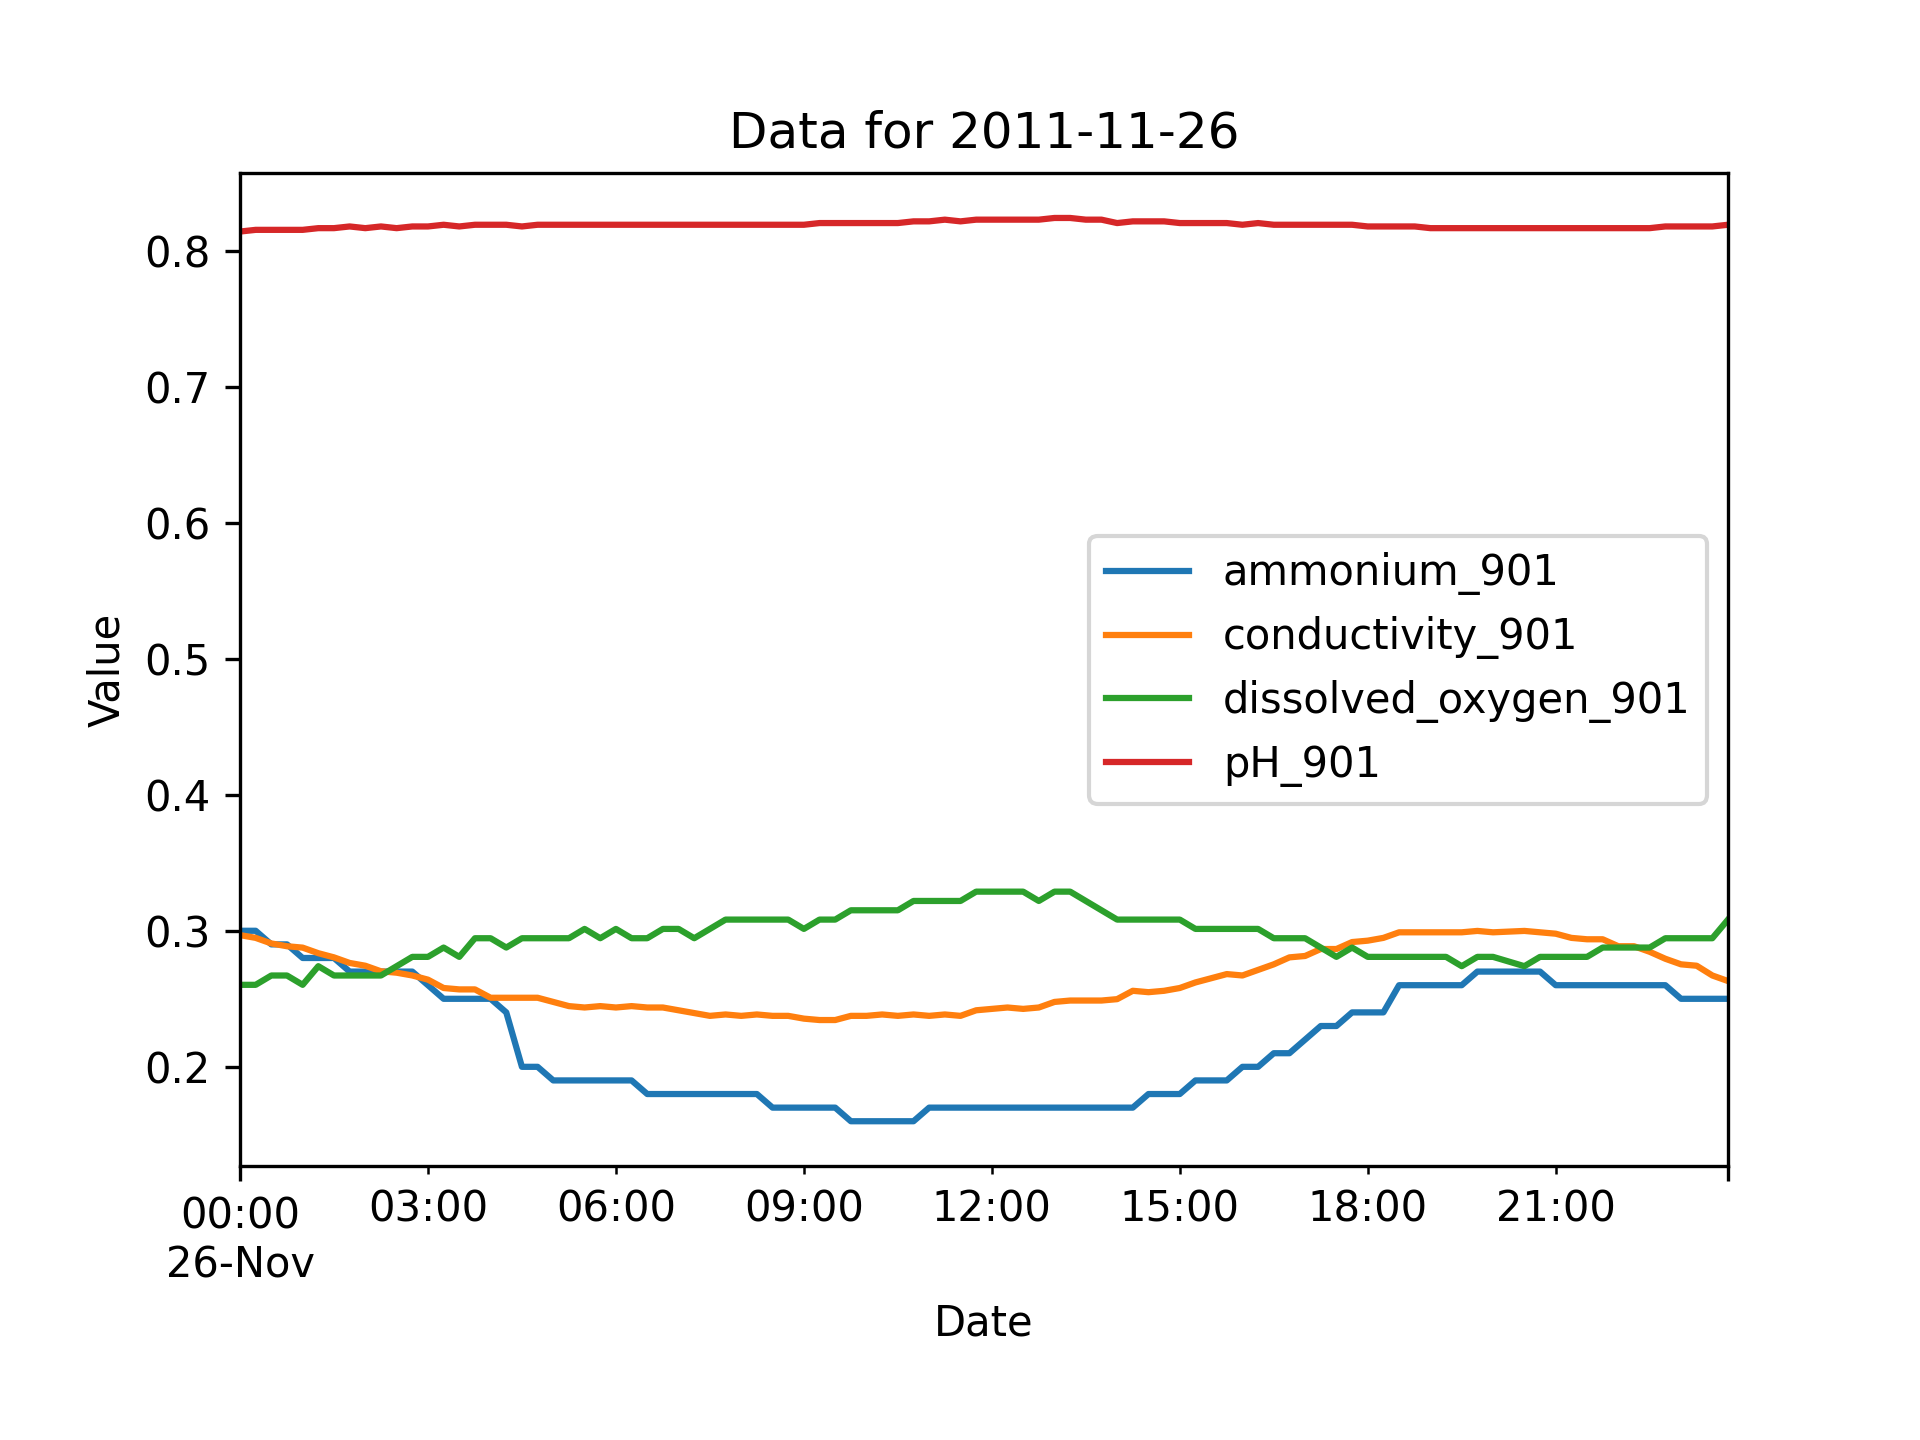 Data for 2011-11-26
Value
0.8
0.7
0.6
0.5
0.4
0.3
0.2
ammonium_901
conductivity_901
dissolved_oxygen_901
pH_901
00:00 03:00 06:00 09:00 12:00 15:00 18:00 21:00
26-Nov
Date